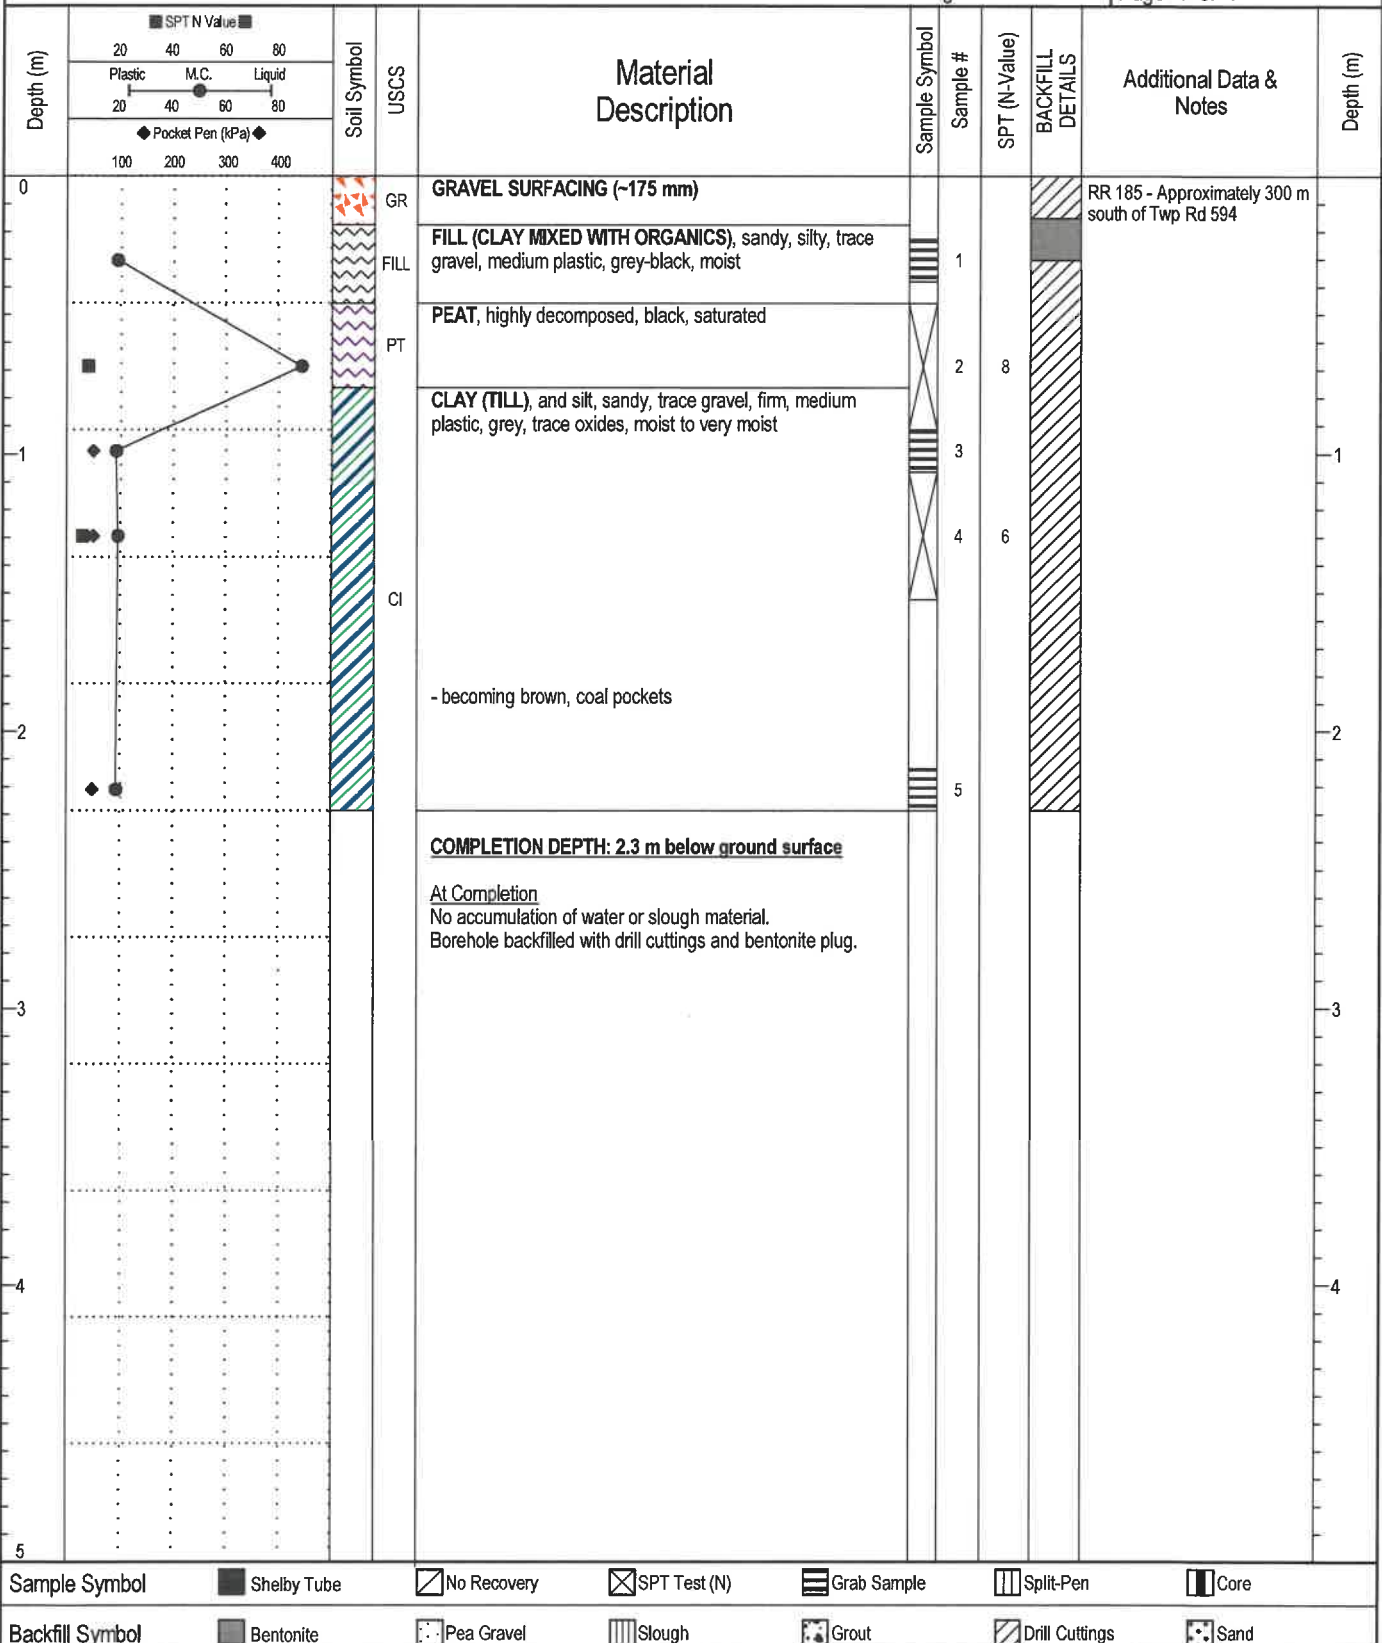 SPT N Value
20 40 60 80
Plastic M.C. Liquid
20 40 60 80
Pocket Pen (kPa)
100 200 300 400
Depth (m)
Soil Symbol
USCS
Material
Description
Sample Symbol
Sample #
SPT (N-Value)
BACKFILL
DETAILS
Additional Data &
Notes
Depth (m)
0
GR
GRAVEL SURFACING (~175 mm)
RR 185 - Approximately 300 m
south of Twp Rd 594
FILL
FILL (CLAY MIXED WITH ORGANICS), sandy, silty, trace
gravel, medium plastic, grey-black, moist
1
PT
PEAT, highly decomposed, black, saturated
2 8
CLAY (TILL), and silt, sandy, trace gravel, firm, medium
plastic, grey, trace oxides, moist to very moist
1 3 1
4 6
CI
- becoming brown, coal pockets
2 2
5
COMPLETION DEPTH: 2.3 m below ground surface
At Completion
No accumulation of water or slough material.
Borehole backfilled with drill cuttings and bentonite plug.
3 3
4 4
5
Sample Symbol Shelby Tube No Recovery SPT Test (N) Grab Sample Split-Pen Core
Backfill Symbol Bentonite Pea Gravel Slough Grout Drill Cuttings Sand